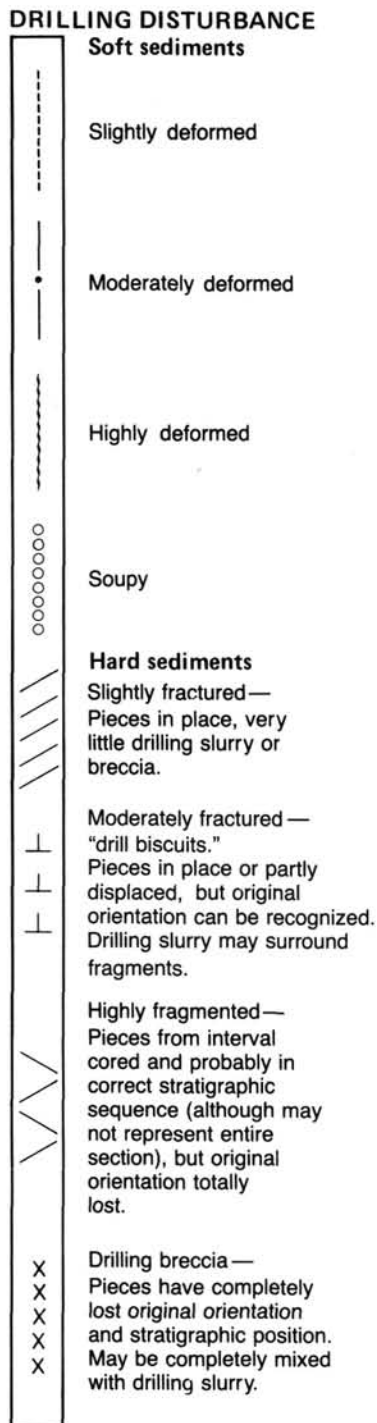 DRILLING DISTURBANCE
Soft sediments
Slightly deformed
Moderately deformed
Highly deformed
Soupy
Hard sediments
Slightly fractured—
Pieces in place, very
little drilling slurry or
breccia.
Moderately fractured—
“drill biscuits.”
Pieces in place or partly
displaced, but original
orientation can be recognized.
Drilling slurry may surround
fragments.
Highly fragmented—
Pieces from interval
cored and probably in
correct stratigraphic
sequence (although may
not represent entire
section), but original
orientation totally
lost.
Drilling breccia—
Pieces have completely
lost original orientation
and stratigraphic position.
May be completely mixed
with drilling slurry.